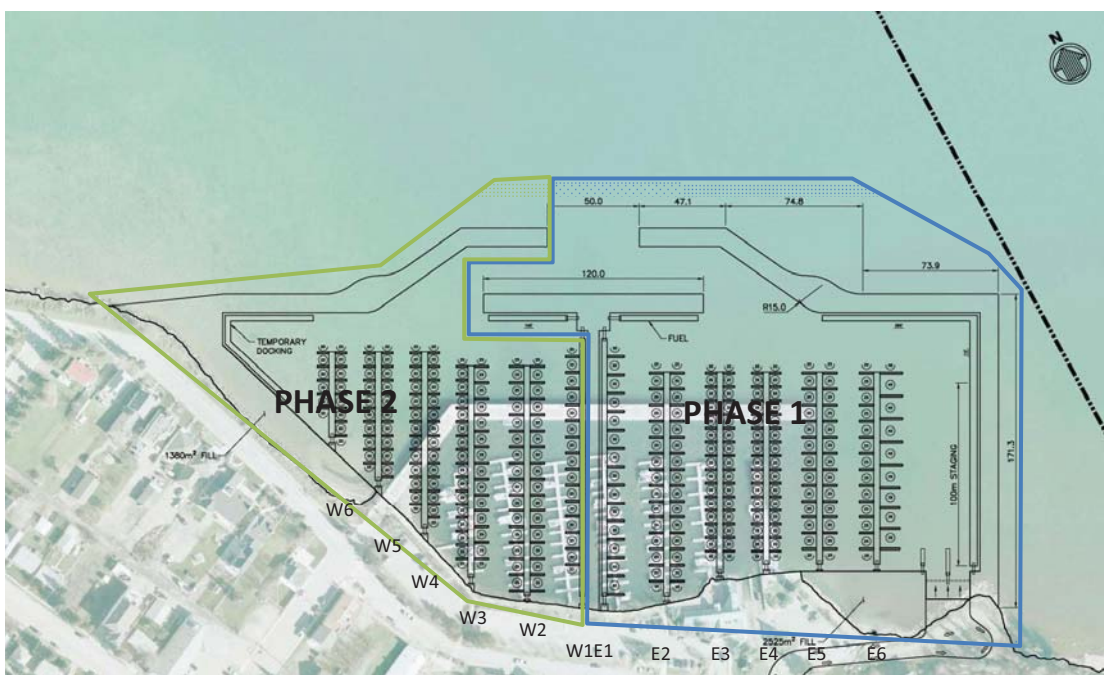 N
50.0
47.1
74.8
73.9
120.0
R15.0
TEMPORARY
DOCKING
FUEL
PHASE 2
PHASE 1
1380m² FILL
100m STAGING
171.3
W6
W5
W4
W3
W2
W1E1
E2
E3
E4
E5
E6
2525m² FILL